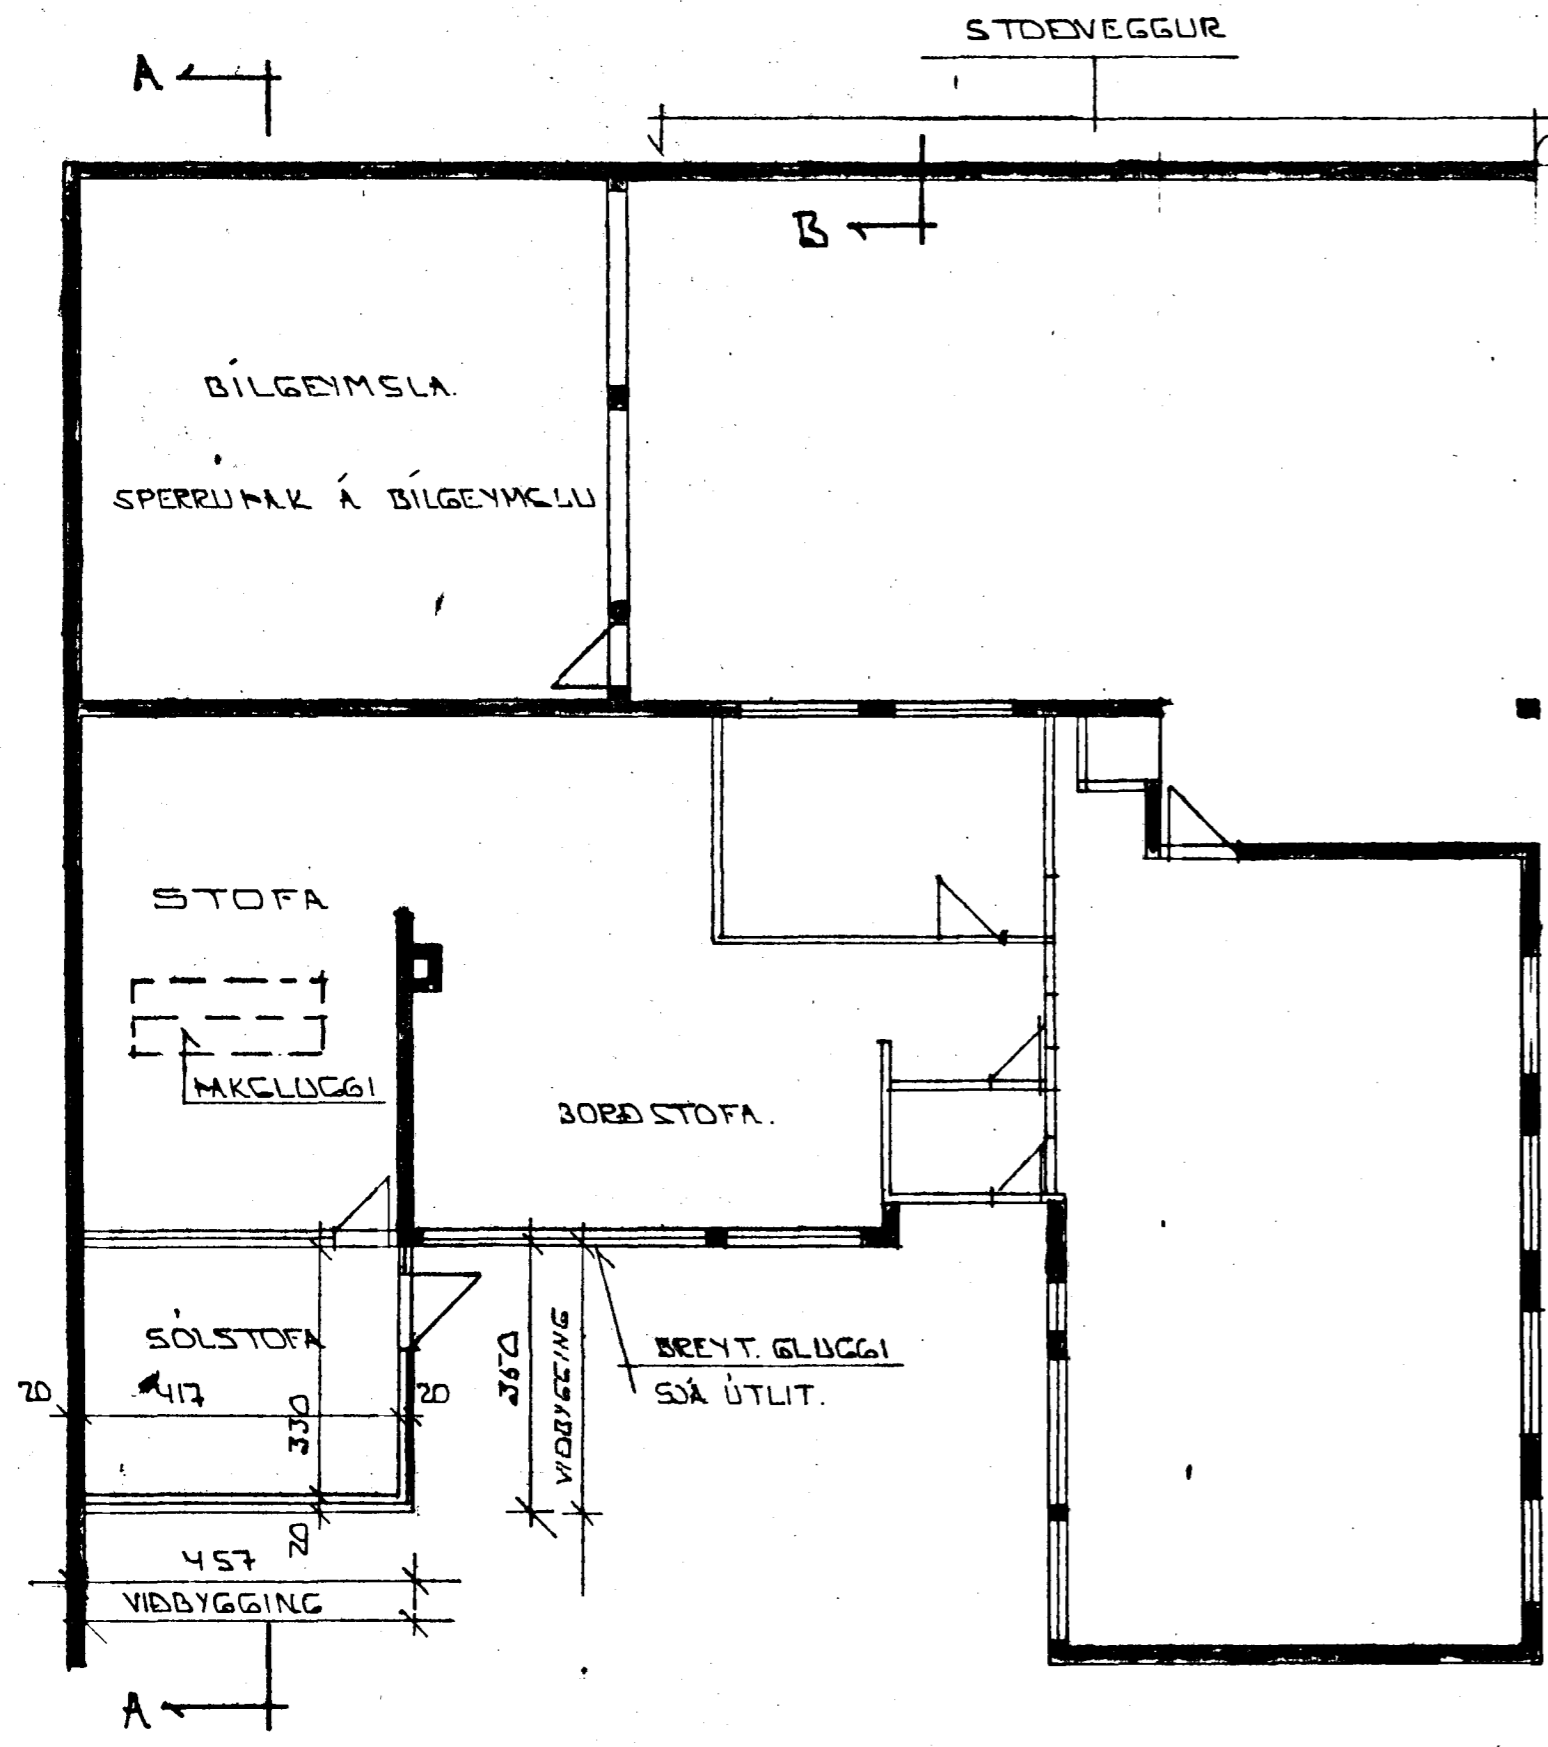 STOÐVEGGUR
A
B
BÍLGEYMSLA.
SPERRUÞAK Á BÍLGEYMSLU
STOFA
ÞAKGLUGGI
BORÐSTOFA.
SÓLSTOFA
20
417
20
330
20
350
VIÐBYGGING
BREYT. GLUGGI
SJÁ ÚTLIT.
457
VIÐBYGGING
A